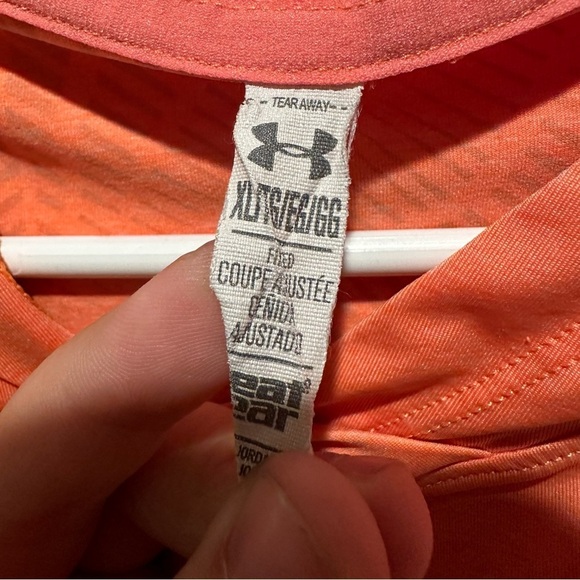 - TEAR AWAY -
XL/TG/EG/GG
FITTED
COUPE AJUSTÉE
CEÑIDA
AJUSTADO